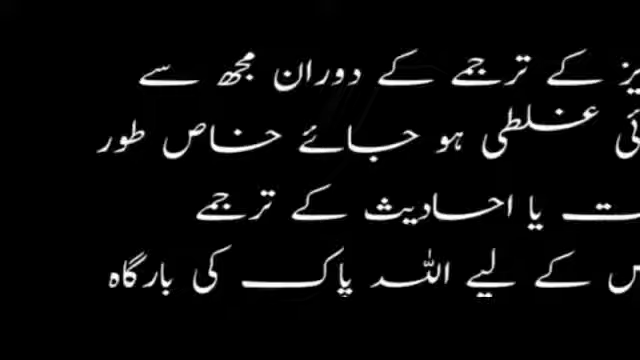 کے ترجمے کے دوران مجھ سے
غلطی ہو جائے خاص طور
یا احادیث کے ترجمے
کے لیے اللہ پاک کی بارگاہ